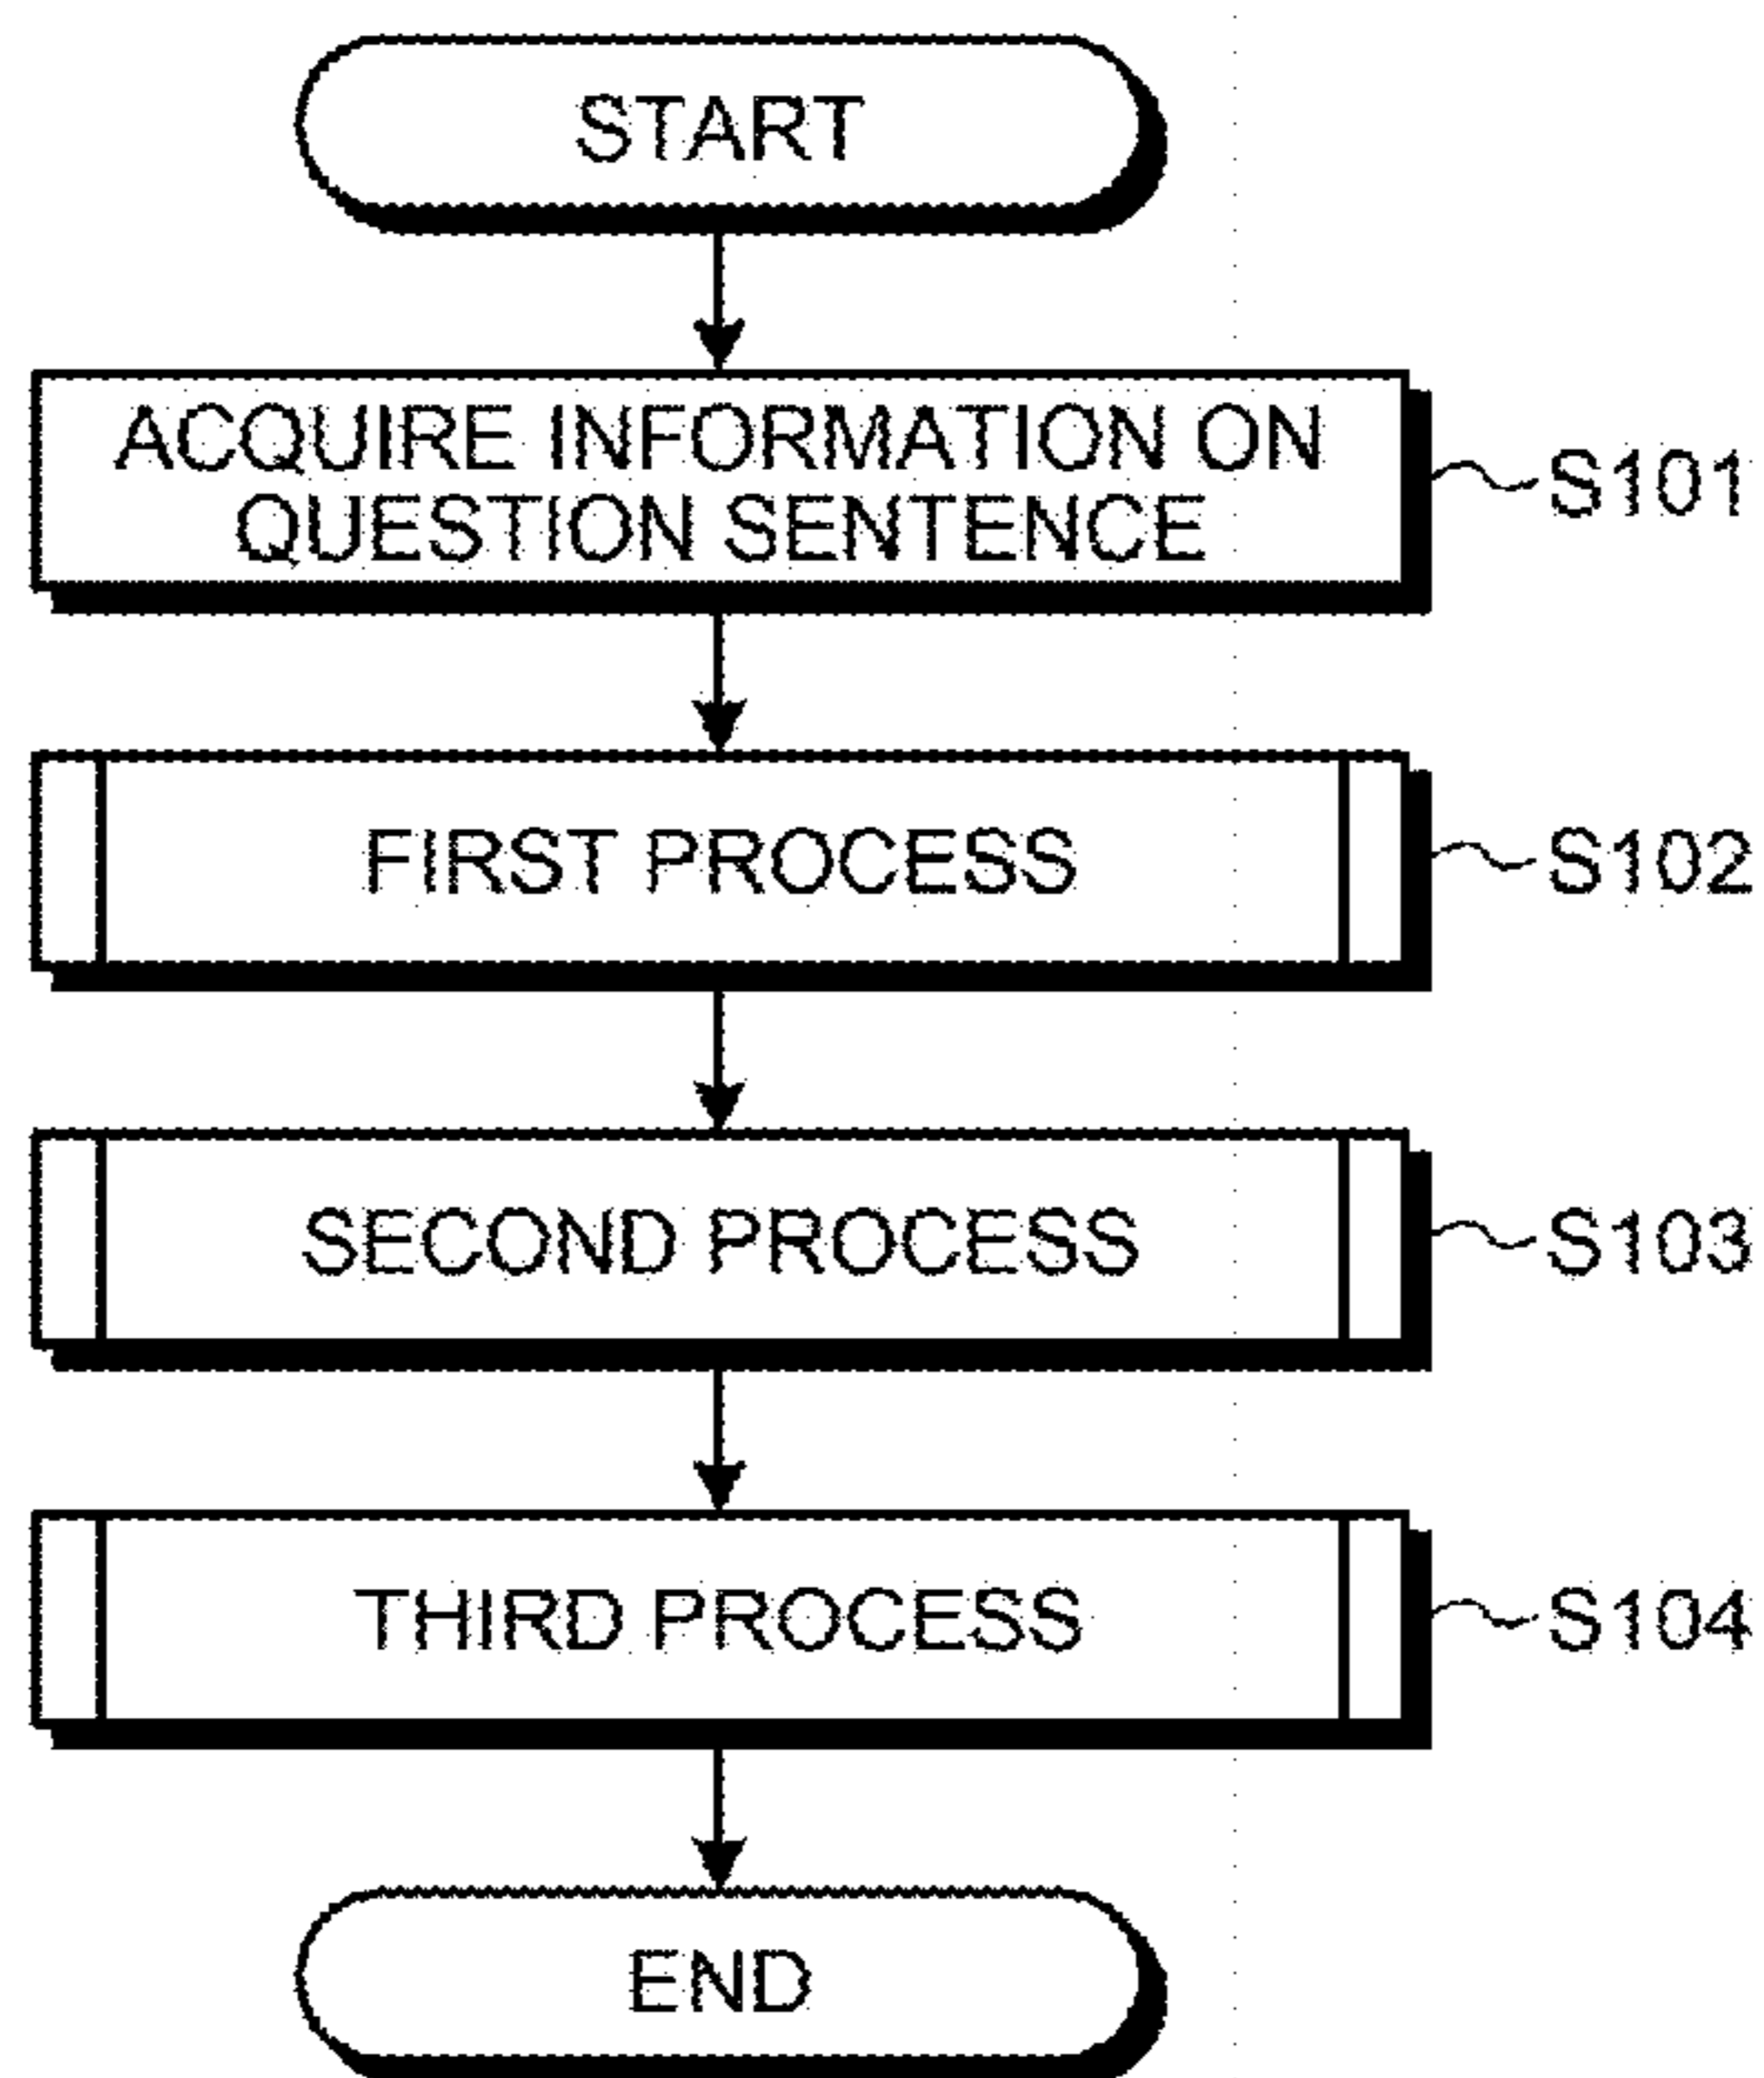 START
ACQUIRE INFORMATION ON
QUESTION SENTENCE
S101
FIRST PROCESS
S102
SECOND PROCESS
S103
THIRD PROCESS
S104
END